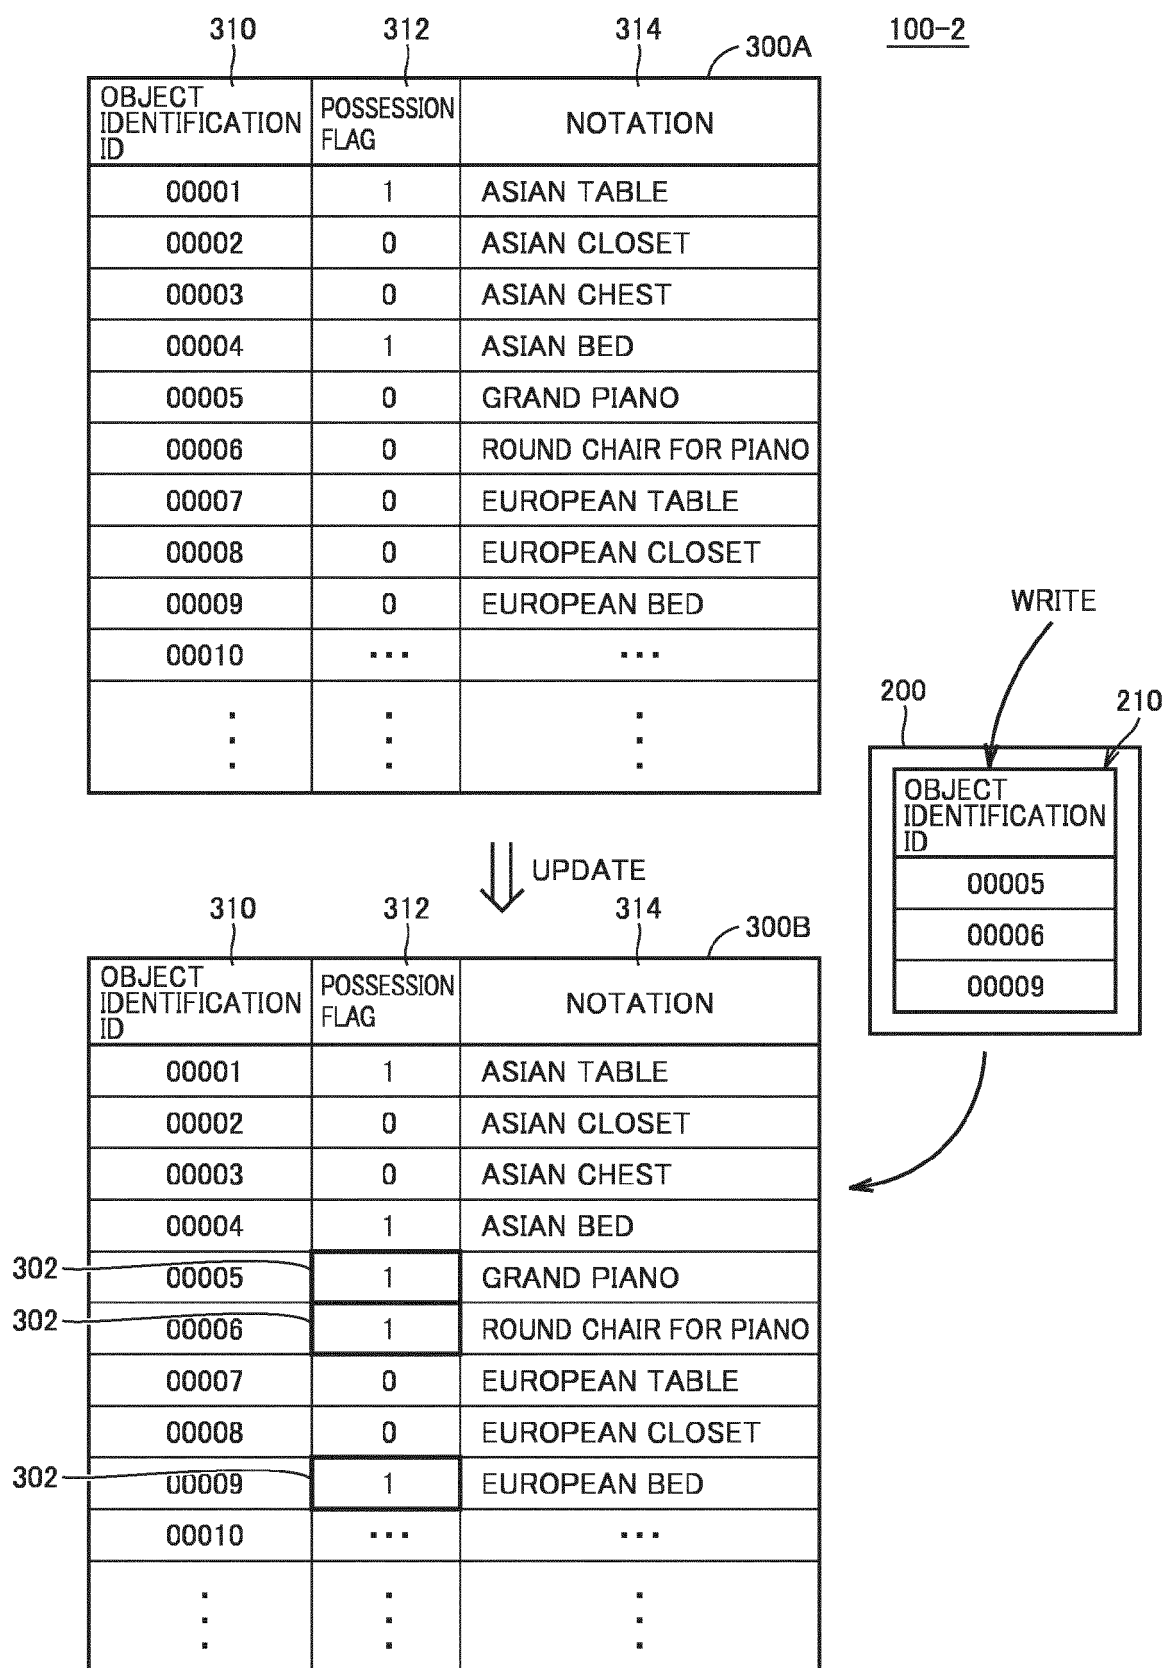 310 312 314 100-2
300A
OBJECT
IDENTIFICATION
ID
POSSESSION
FLAG
NOTATION
00001 1 ASIAN TABLE
00002 0 ASIAN CLOSET
00003 0 ASIAN CHEST
00004 1 ASIAN BED
00005 0 GRAND PIANO
00006 0 ROUND CHAIR FOR PIANO
00007 0 EUROPEAN TABLE
00008 0 EUROPEAN CLOSET
00009 0 EUROPEAN BED
00010 ... ...
WRITE
200
210
OBJECT
IDENTIFICATION
ID
00005
00006
00009
UPDATE
310 312 314
300B
OBJECT
IDENTIFICATION
ID
POSSESSION
FLAG
NOTATION
00001 1 ASIAN TABLE
00002 0 ASIAN CLOSET
00003 0 ASIAN CHEST
00004 1 ASIAN BED
302 00005 1 GRAND PIANO
302 00006 1 ROUND CHAIR FOR PIANO
00007 0 EUROPEAN TABLE
00008 0 EUROPEAN CLOSET
302 00009 1 EUROPEAN BED
00010 ... ...